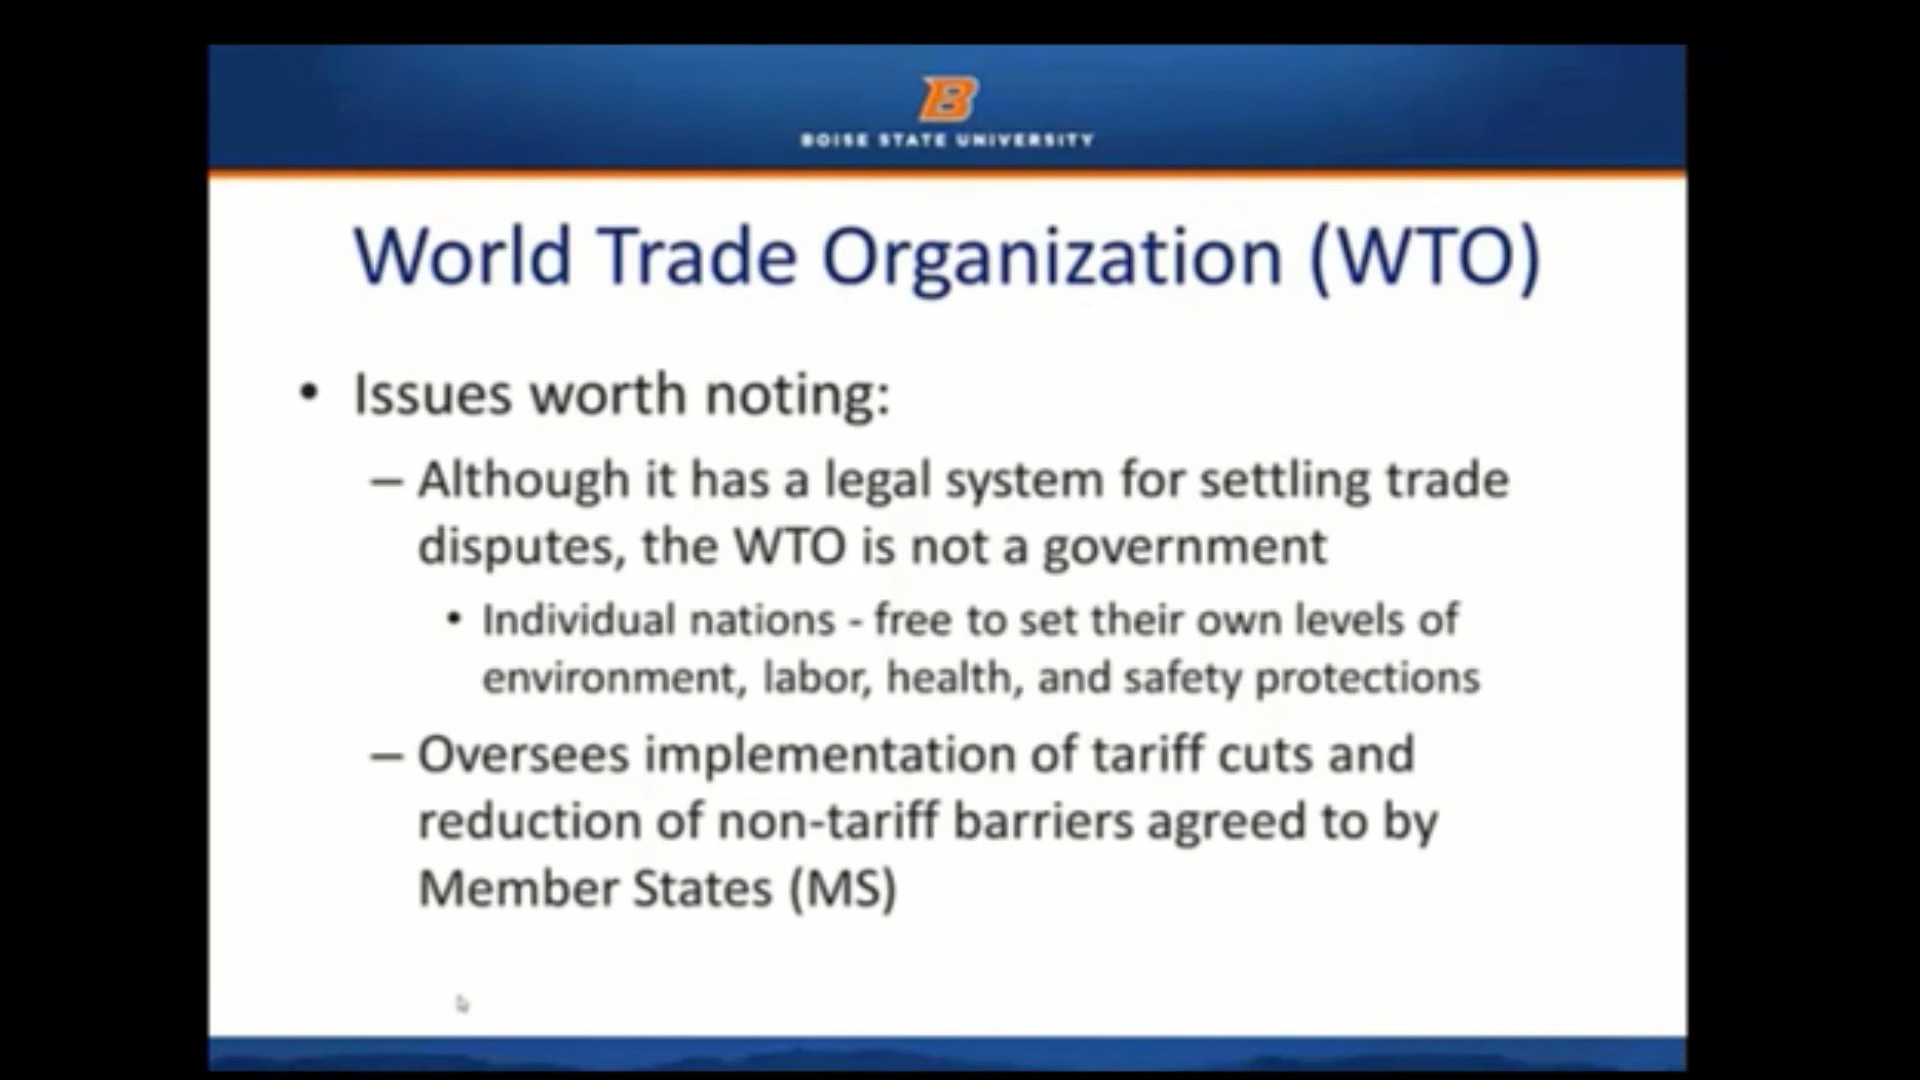 B
BOISE STATE UNIVERSITY
World Trade Organization (WTO)
• Issues worth noting:
– Although it has a legal system for settling trade
disputes, the WTO is not a government
• Individual nations - free to set their own levels of
environment, labor, health, and safety protections
– Oversees implementation of tariff cuts and
reduction of non-tariff barriers agreed to by
Member States (MS)